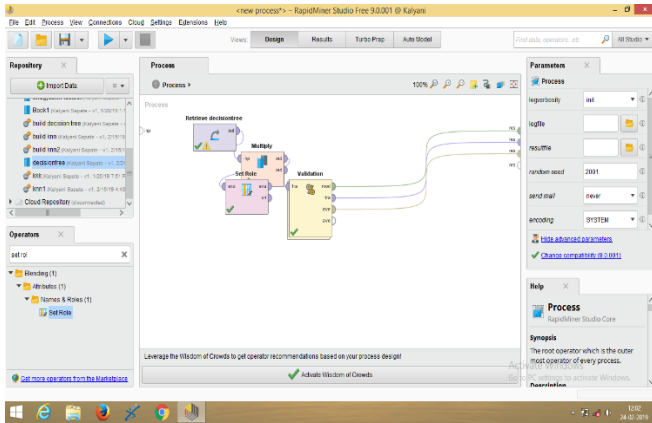 <new process*> – RapidMiner Studio Free 9.0.001 @ Kalyani
File Edit Process View Connections Cloud Settings Extensions Help
Views: Design Results Turbo Prep Auto Model
Find data, operators...etc All Studio
Repository
Import Data
Book1
build decision tree
build knn
build knn2
decisiontree
knn1
Cloud Repository (disconnected)
Operators
set rol
Blending (1)
Attributes (1)
Names & Roles (1)
Set Role
Get more operators from the Marketplace
Process
Process
100%
Process
Retrieve decisiontree
Multiply
Set Role
Validation
Leverage the Wisdom of Crowds to get operator recommendations based on your process design!
Activate Wisdom of Crowds
Parameters
Process
logverbosity init
logfile
resultfile
random seed 2001
send mail never
encoding SYSTEM
Hide advanced parameters
Change compatibility (9.0.001)
Help
Process
RapidMiner Studio Core
Synopsis
The root operator which is the outer
most operator of every process.
Description
Activate Windows
Go to PC settings to activate Windows.
12:02
24-02-2019